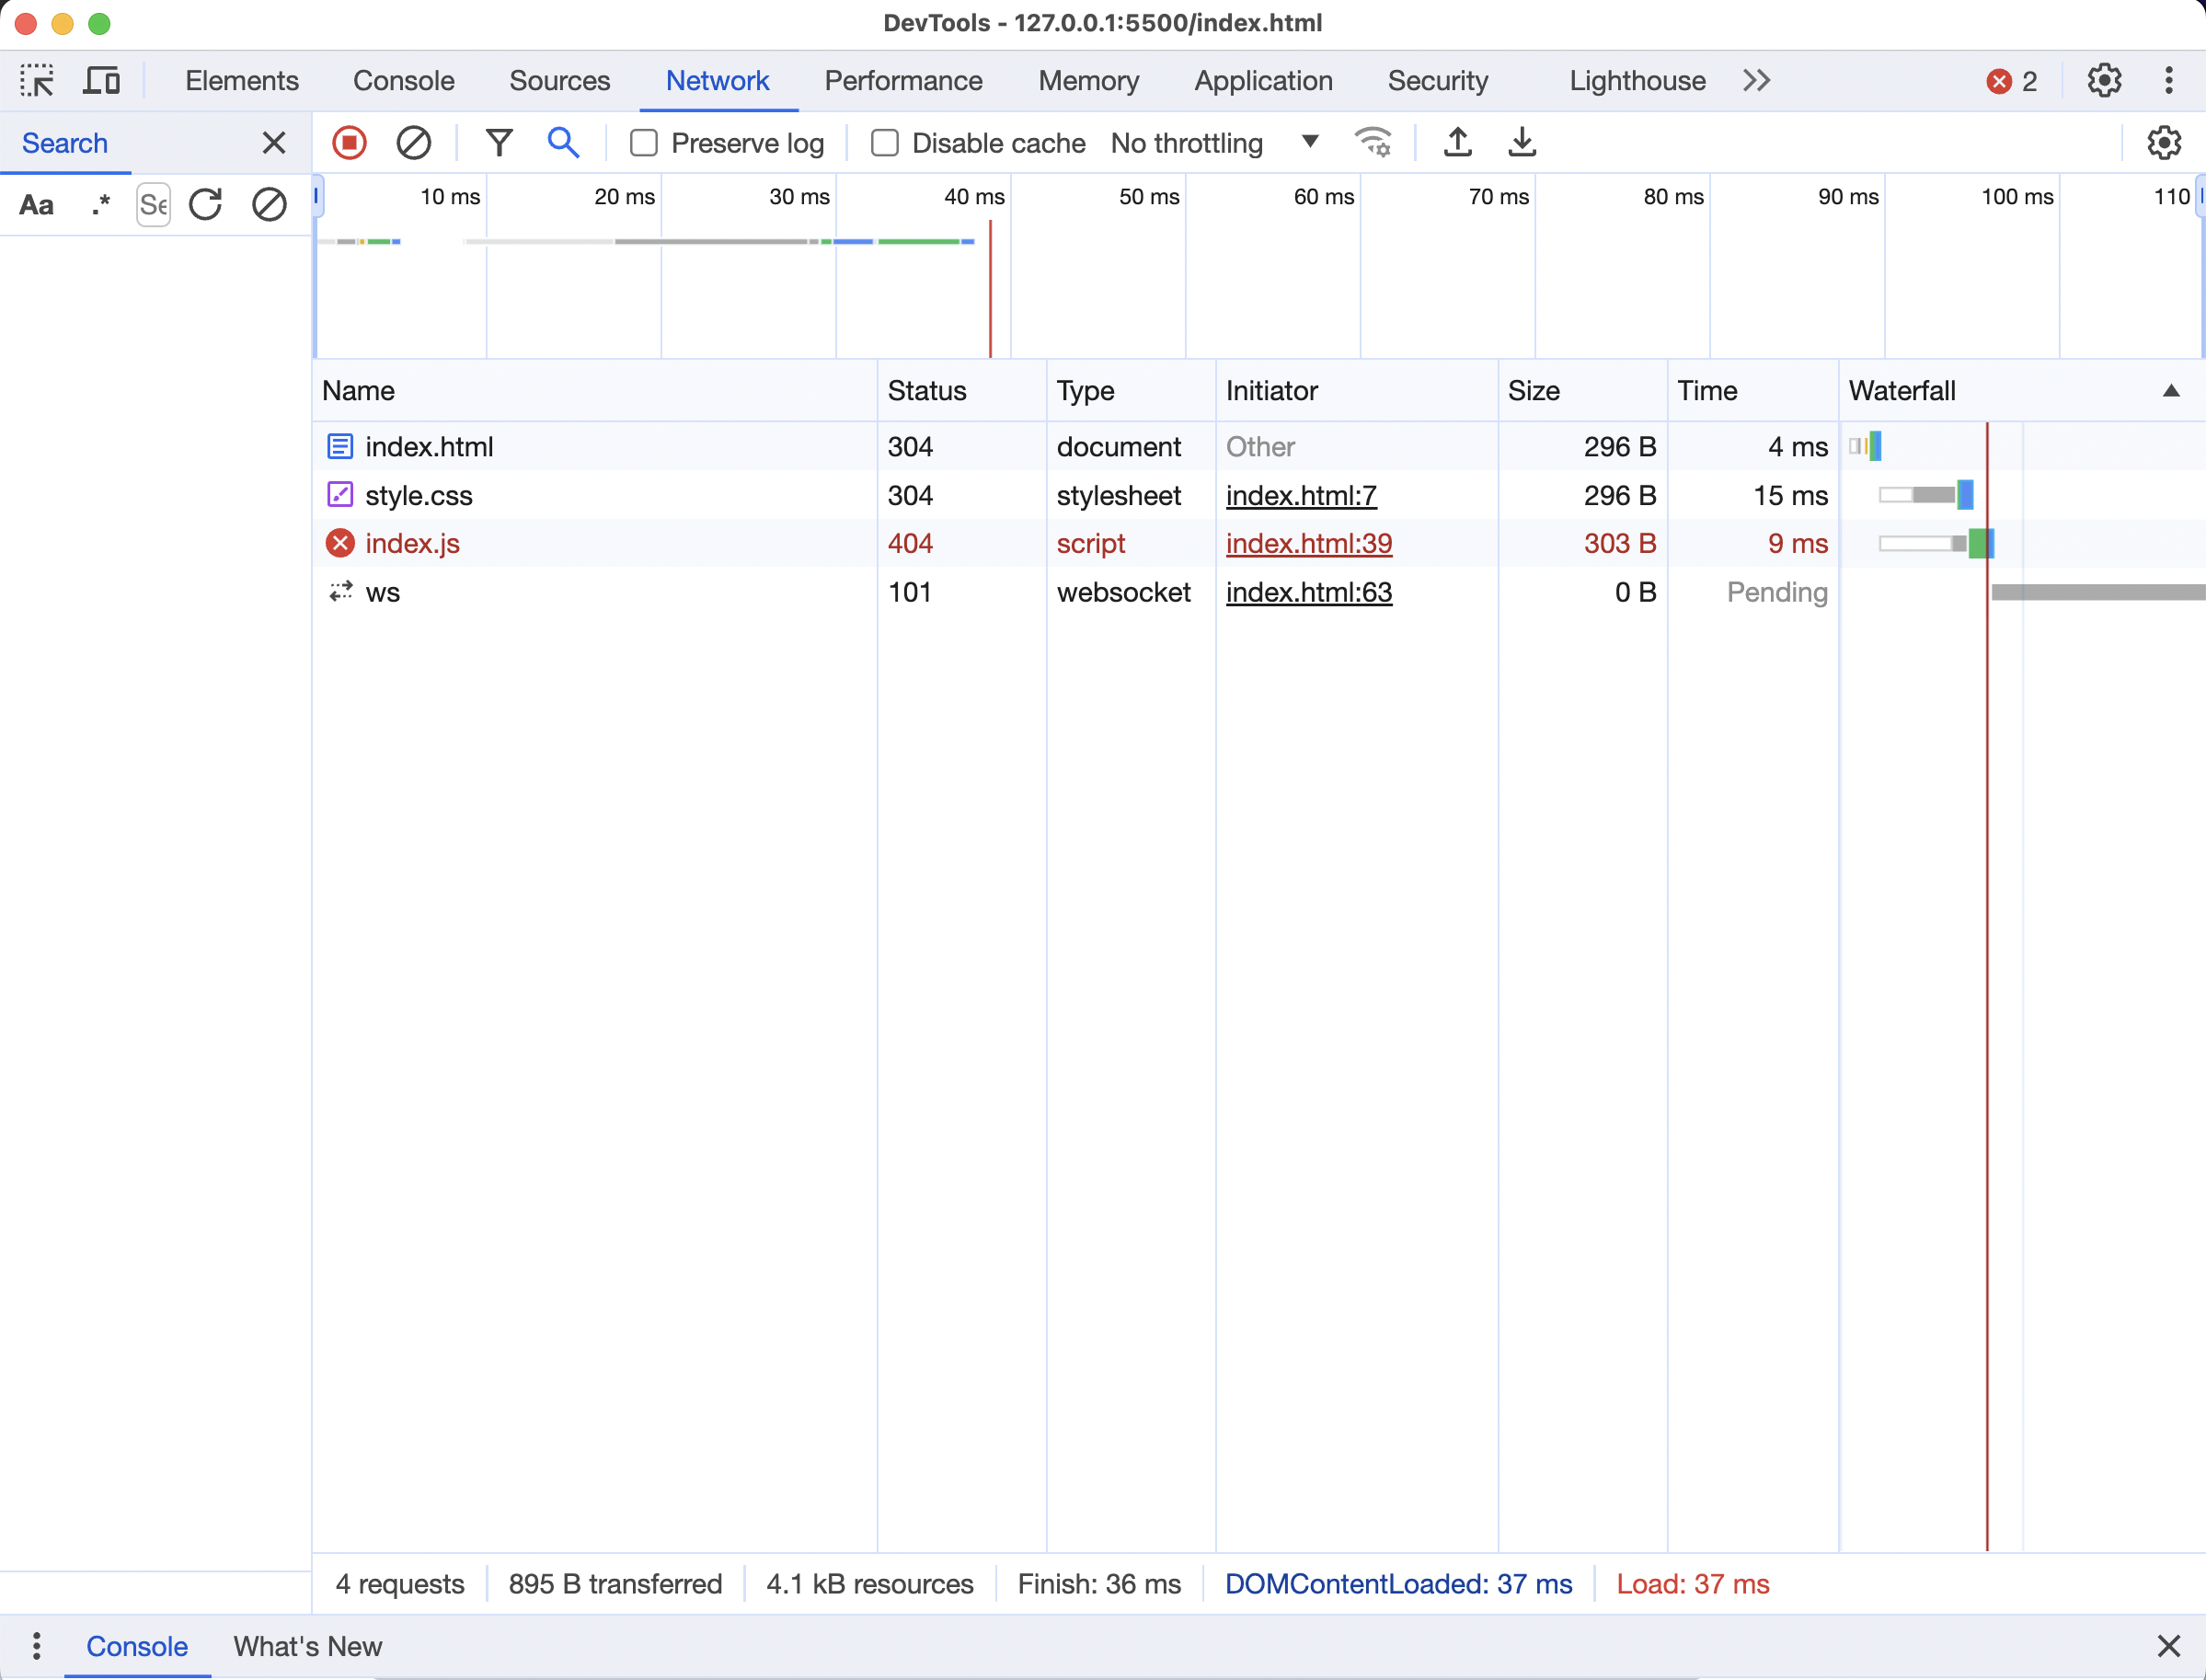 DevTools - 127.0.0.1:5500/index.html
Elements Console Sources Network Performance Memory Application Security Lighthouse 2
Search Preserve log Disable cache No throttling
Aa .* Se
10 ms 20 ms 30 ms 40 ms 50 ms 60 ms 70 ms 80 ms 90 ms 100 ms 110
Name Status Type Initiator Size Time Waterfall
index.html 304 document Other 296 B 4 ms
style.css 304 stylesheet index.html:7 296 B 15 ms
index.js 404 script index.html:39 303 B 9 ms
ws 101 websocket index.html:63 0 B Pending
4 requests 895 B transferred 4.1 kB resources Finish: 36 ms DOMContentLoaded: 37 ms Load: 37 ms
Console What's New